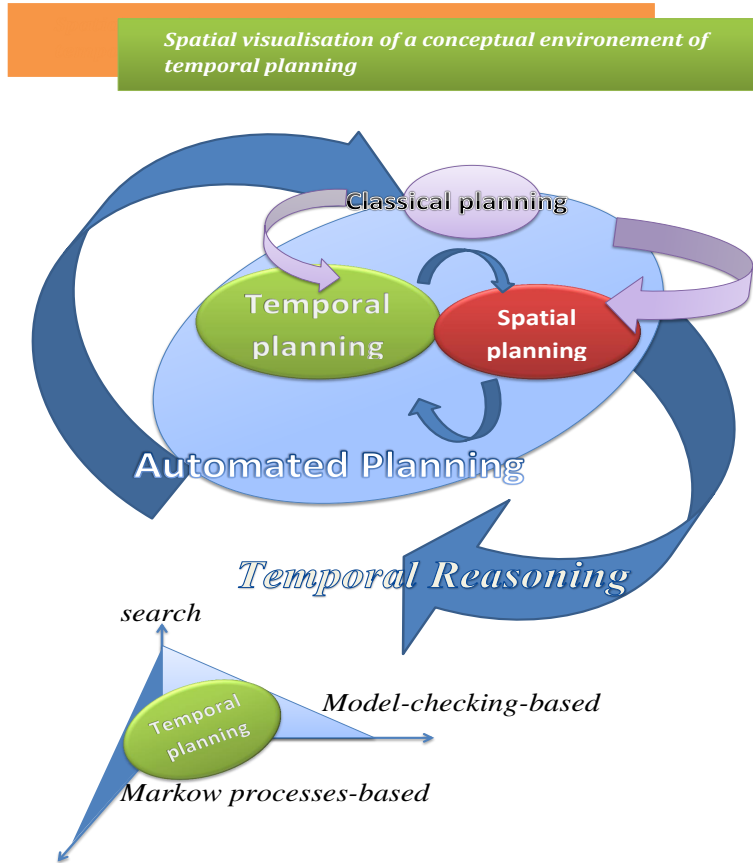 Spatial visualisation of a conceptual environement of
temporal planning
Classical planning
Temporal
planning
Spatial
planning
Automated Planning
Temporal Reasoning
search
Temporal
planning
Model-checking-based
Markow processes-based